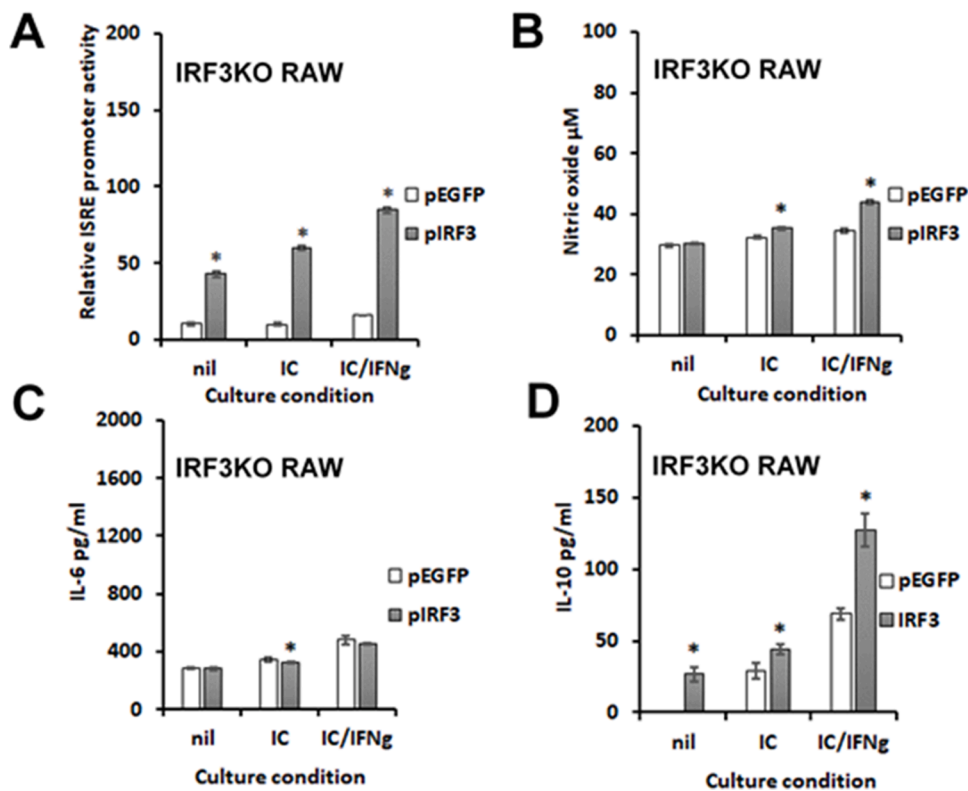 A
IRF3KO RAW
Relative ISRE promoter activity
200
150
100
50
0
*
*
*
pEGFP
pIRF3
nil
IC
IC/IFNg
Culture condition
B
IRF3KO RAW
Nitric oxide µM
100
80
60
40
20
0
*
*
pEGFP
pIRF3
nil
IC
IC/IFNg
Culture condition
C
IRF3KO RAW
IL-6 pg/ml
2000
1600
1200
800
400
0
*
pEGFP
pIRF3
nil
IC
IC/IFNg
Culture condition
D
IRF3KO RAW
IL-10 pg/ml
200
150
100
50
0
*
*
*
pEGFP
IRF3
nil
IC
IC/IFNg
Culture condition